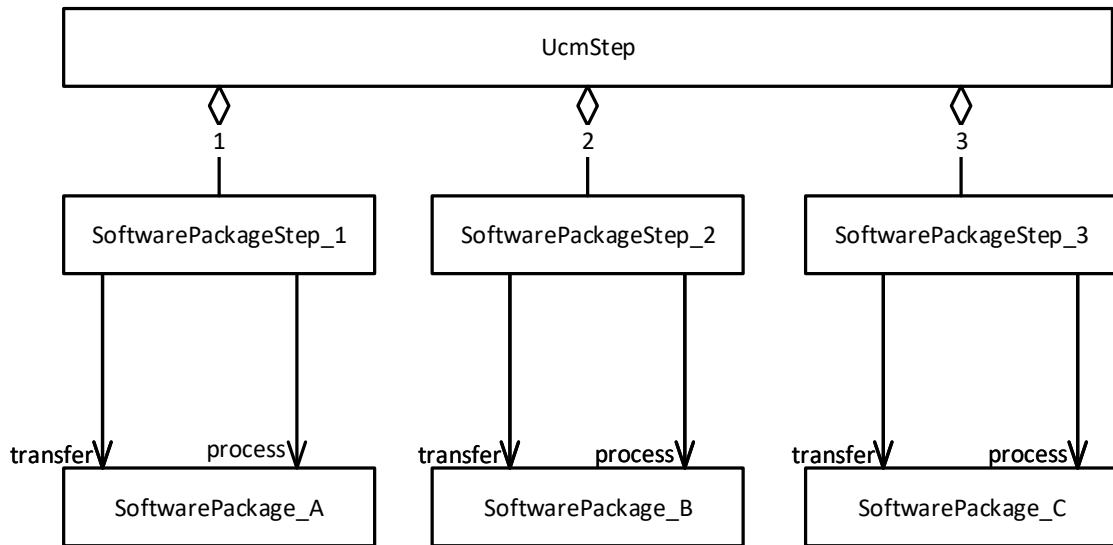 UcmStep
1
2
3
SoftwarePackageStep_1
SoftwarePackageStep_2
SoftwarePackageStep_3
transfer
process
transfer
process
transfer
process
SoftwarePackage_A
SoftwarePackage_B
SoftwarePackage_C